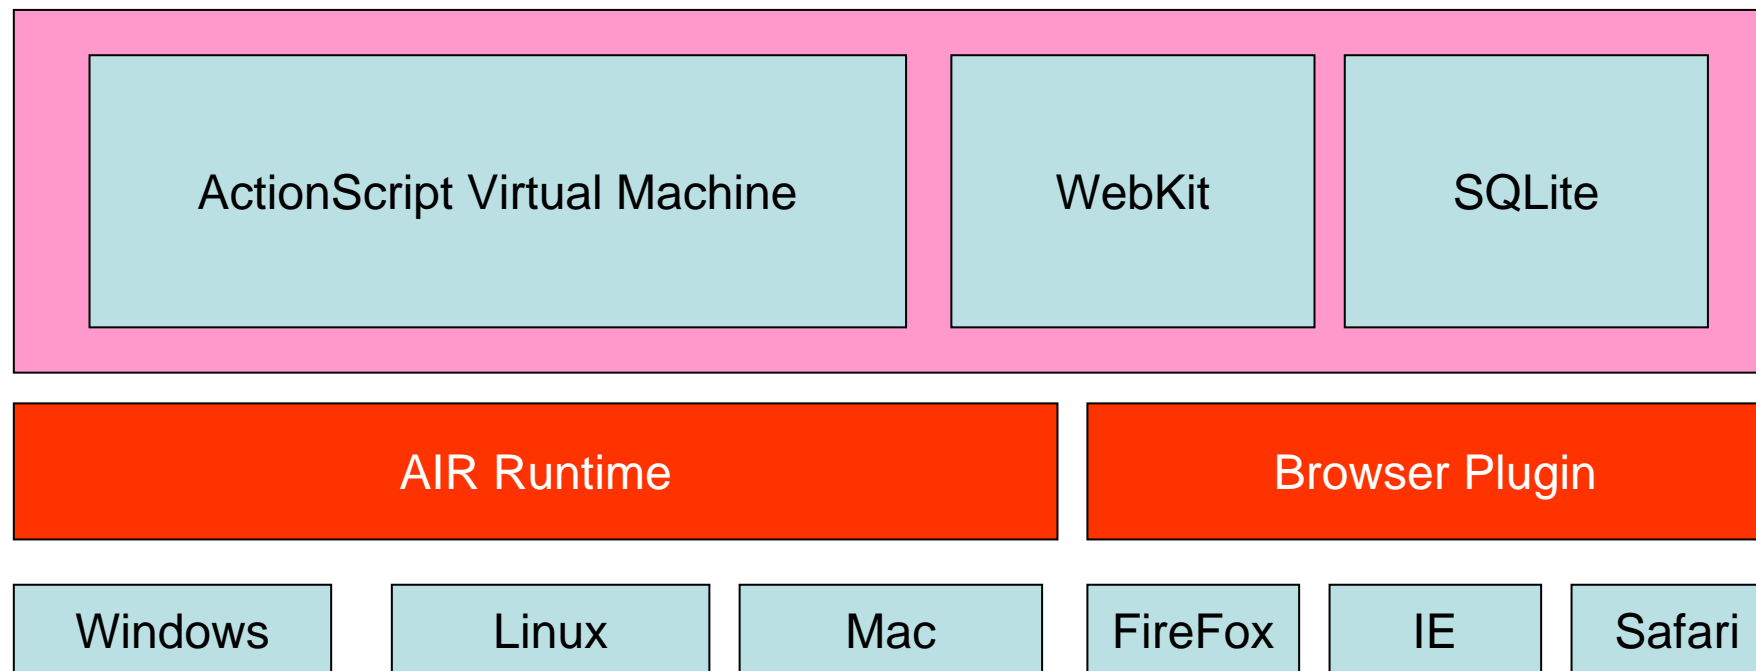 ActionScript Virtual Machine
WebKit
SQLite
AIR Runtime
Browser Plugin
Windows
Linux
Mac
FireFox
IE
Safari